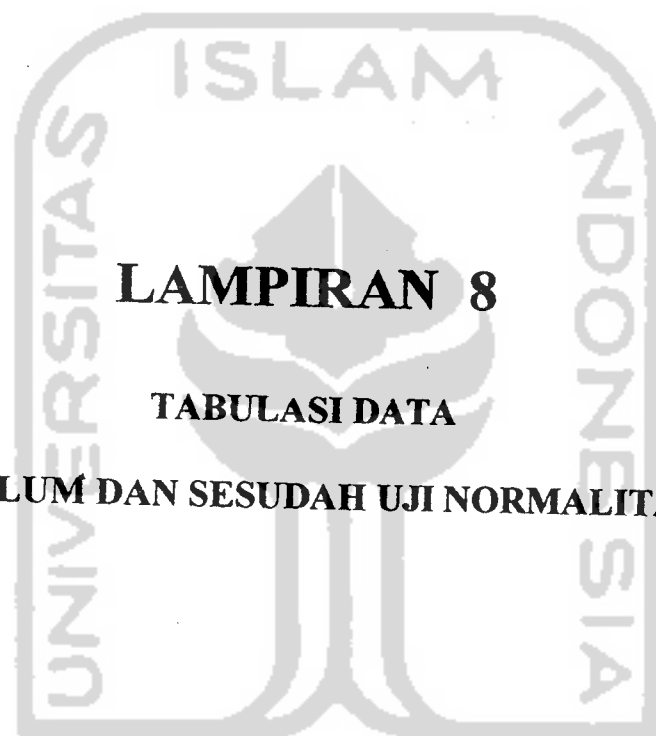 UNIVERSITAS ISLAM INDONESIA
LAMPIRAN 8
TABULASI DATA
LUM DAN SESUDAH UJI NORMALIT